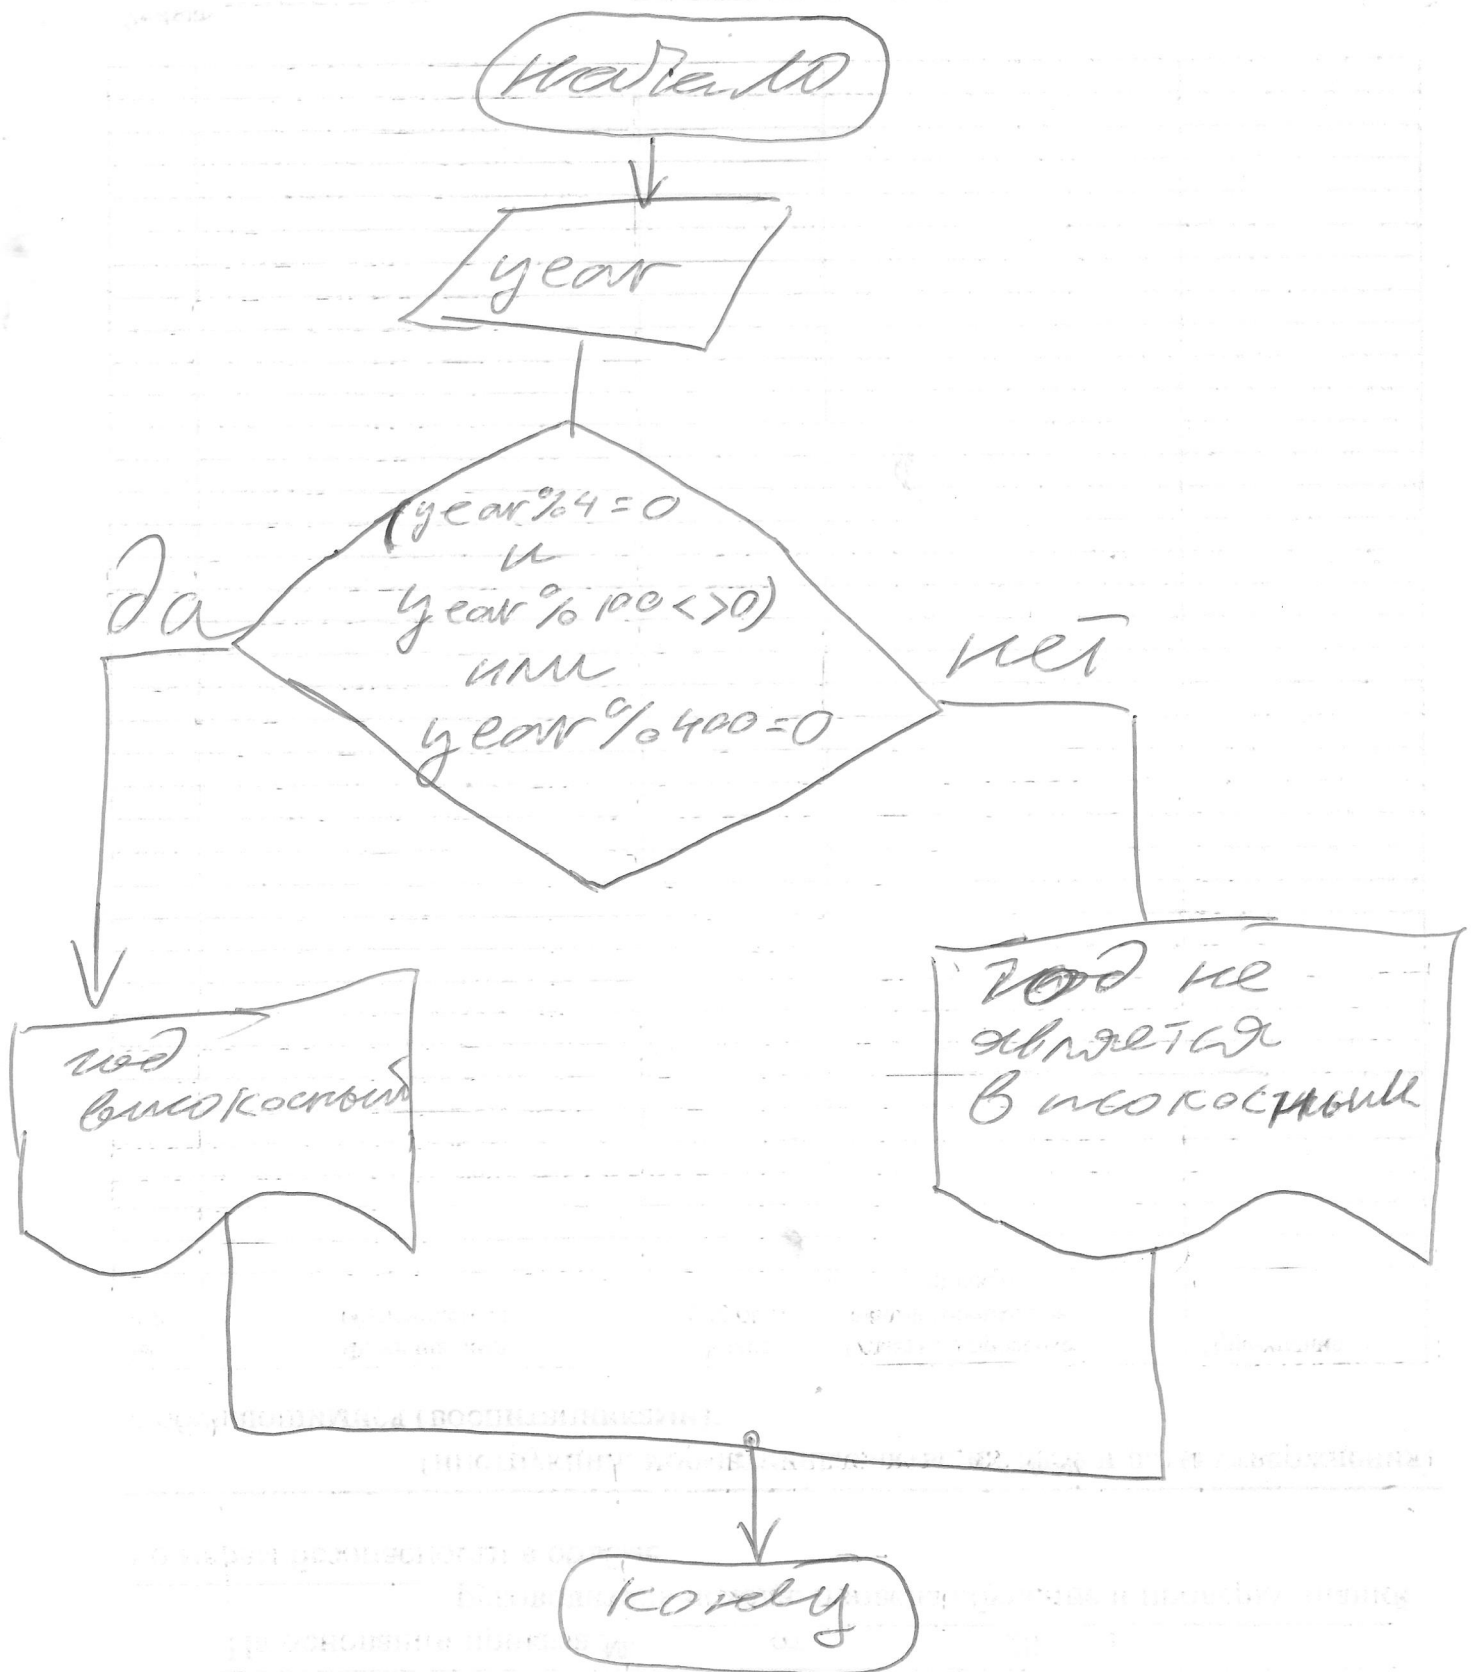 начало
year
(year%4=0
и
year%100<>0)
или
year%400=0
да
нет
год
високосный
год не
является
високосным
конец